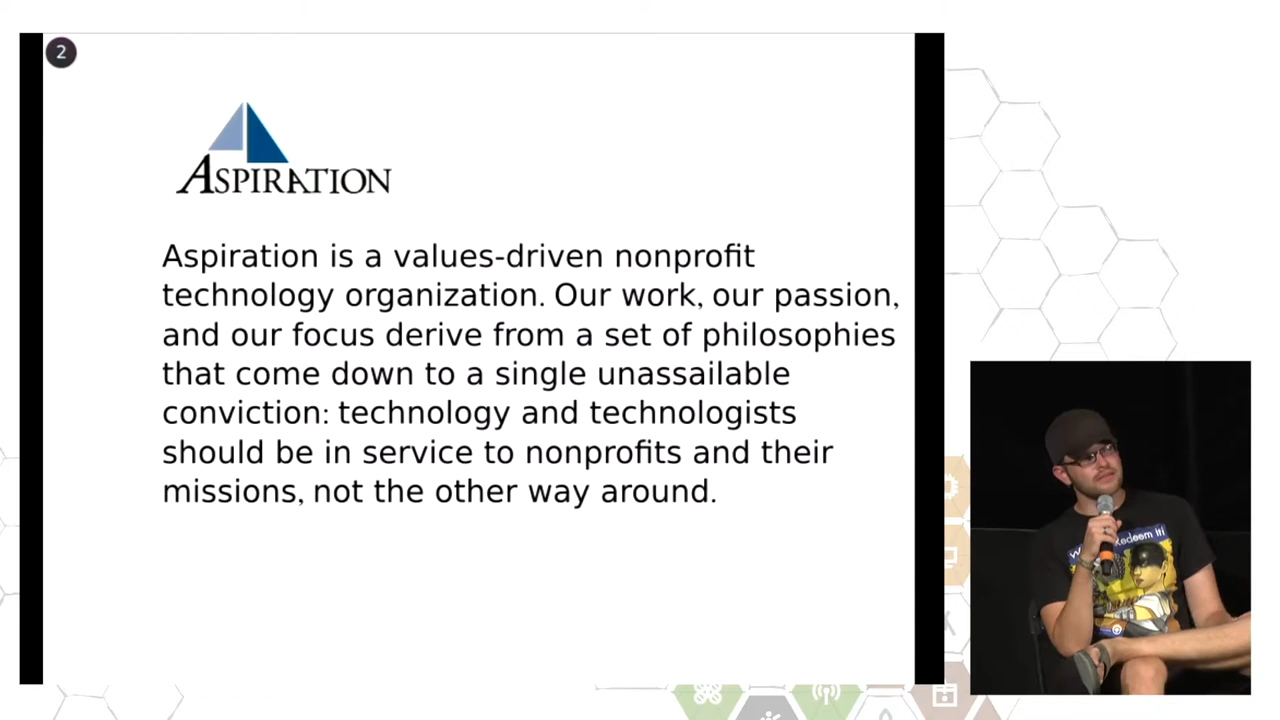 2
ASPIRATION
Aspiration is a values-driven nonprofit
technology organization. Our work, our passion,
and our focus derive from a set of philosophies
that come down to a single unassailable
conviction: technology and technologists
should be in service to nonprofits and their
missions, not the other way around.
Redeem it!